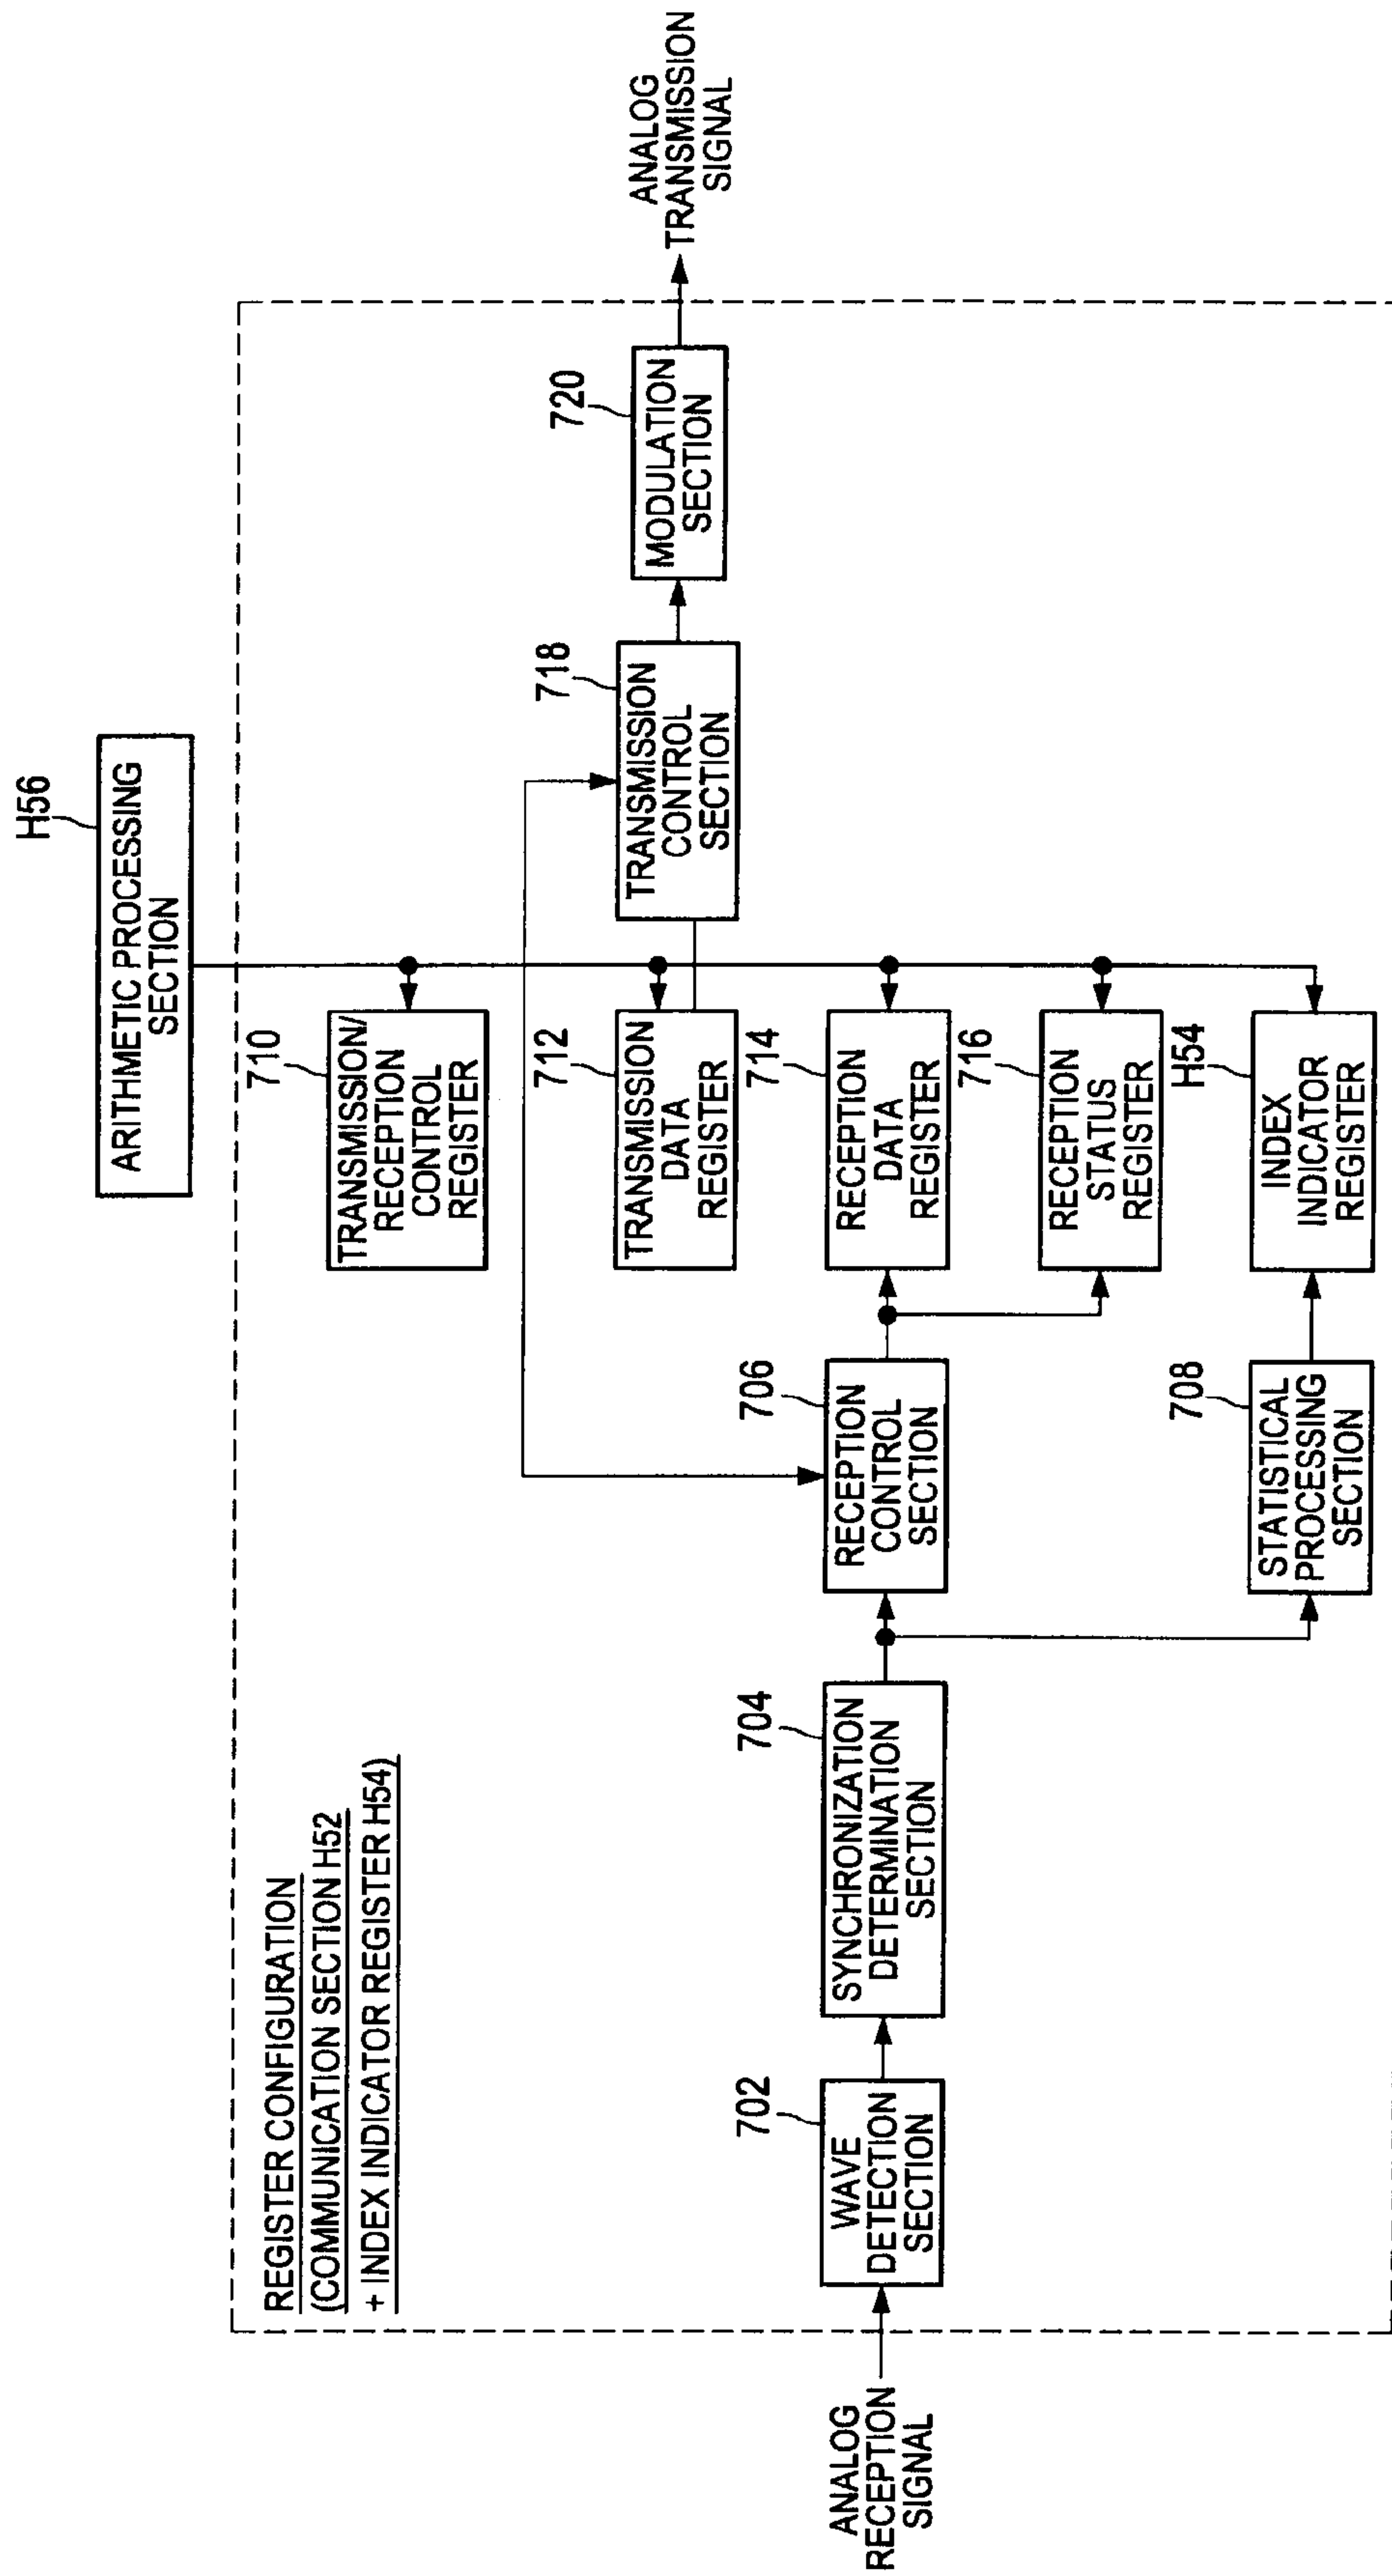 H56
ARITHMETIC PROCESSING
SECTION
REGISTER CONFIGURATION
(COMMUNICATION SECTION H52
+ INDEX INDICATOR REGISTER H54)
710
TRANSMISSION/
RECEPTION
CONTROL
REGISTER
712
TRANSMISSION
DATA
REGISTER
718
TRANSMISSION
CONTROL
SECTION
720
MODULATION
SECTION
ANALOG
TRANSMISSION
SIGNAL
ANALOG
RECEPTION
SIGNAL
702
WAVE
DETECTION
SECTION
704
SYNCHRONIZATION
DETERMINATION
SECTION
706
RECEPTION
CONTROL
SECTION
714
RECEPTION
DATA
REGISTER
716
RECEPTION
STATUS
REGISTER
708
STATISTICAL
PROCESSING
SECTION
H54
INDEX
INDICATOR
REGISTER